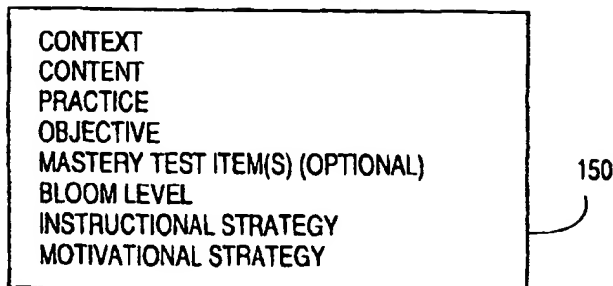 CONTEXT
CONTENT
PRACTICE
OBJECTIVE
MASTERY TEST ITEM(S) (OPTIONAL)
150
BLOOM LEVEL
INSTRUCTIONAL STRATEGY
MOTIVATIONAL STRATEGY